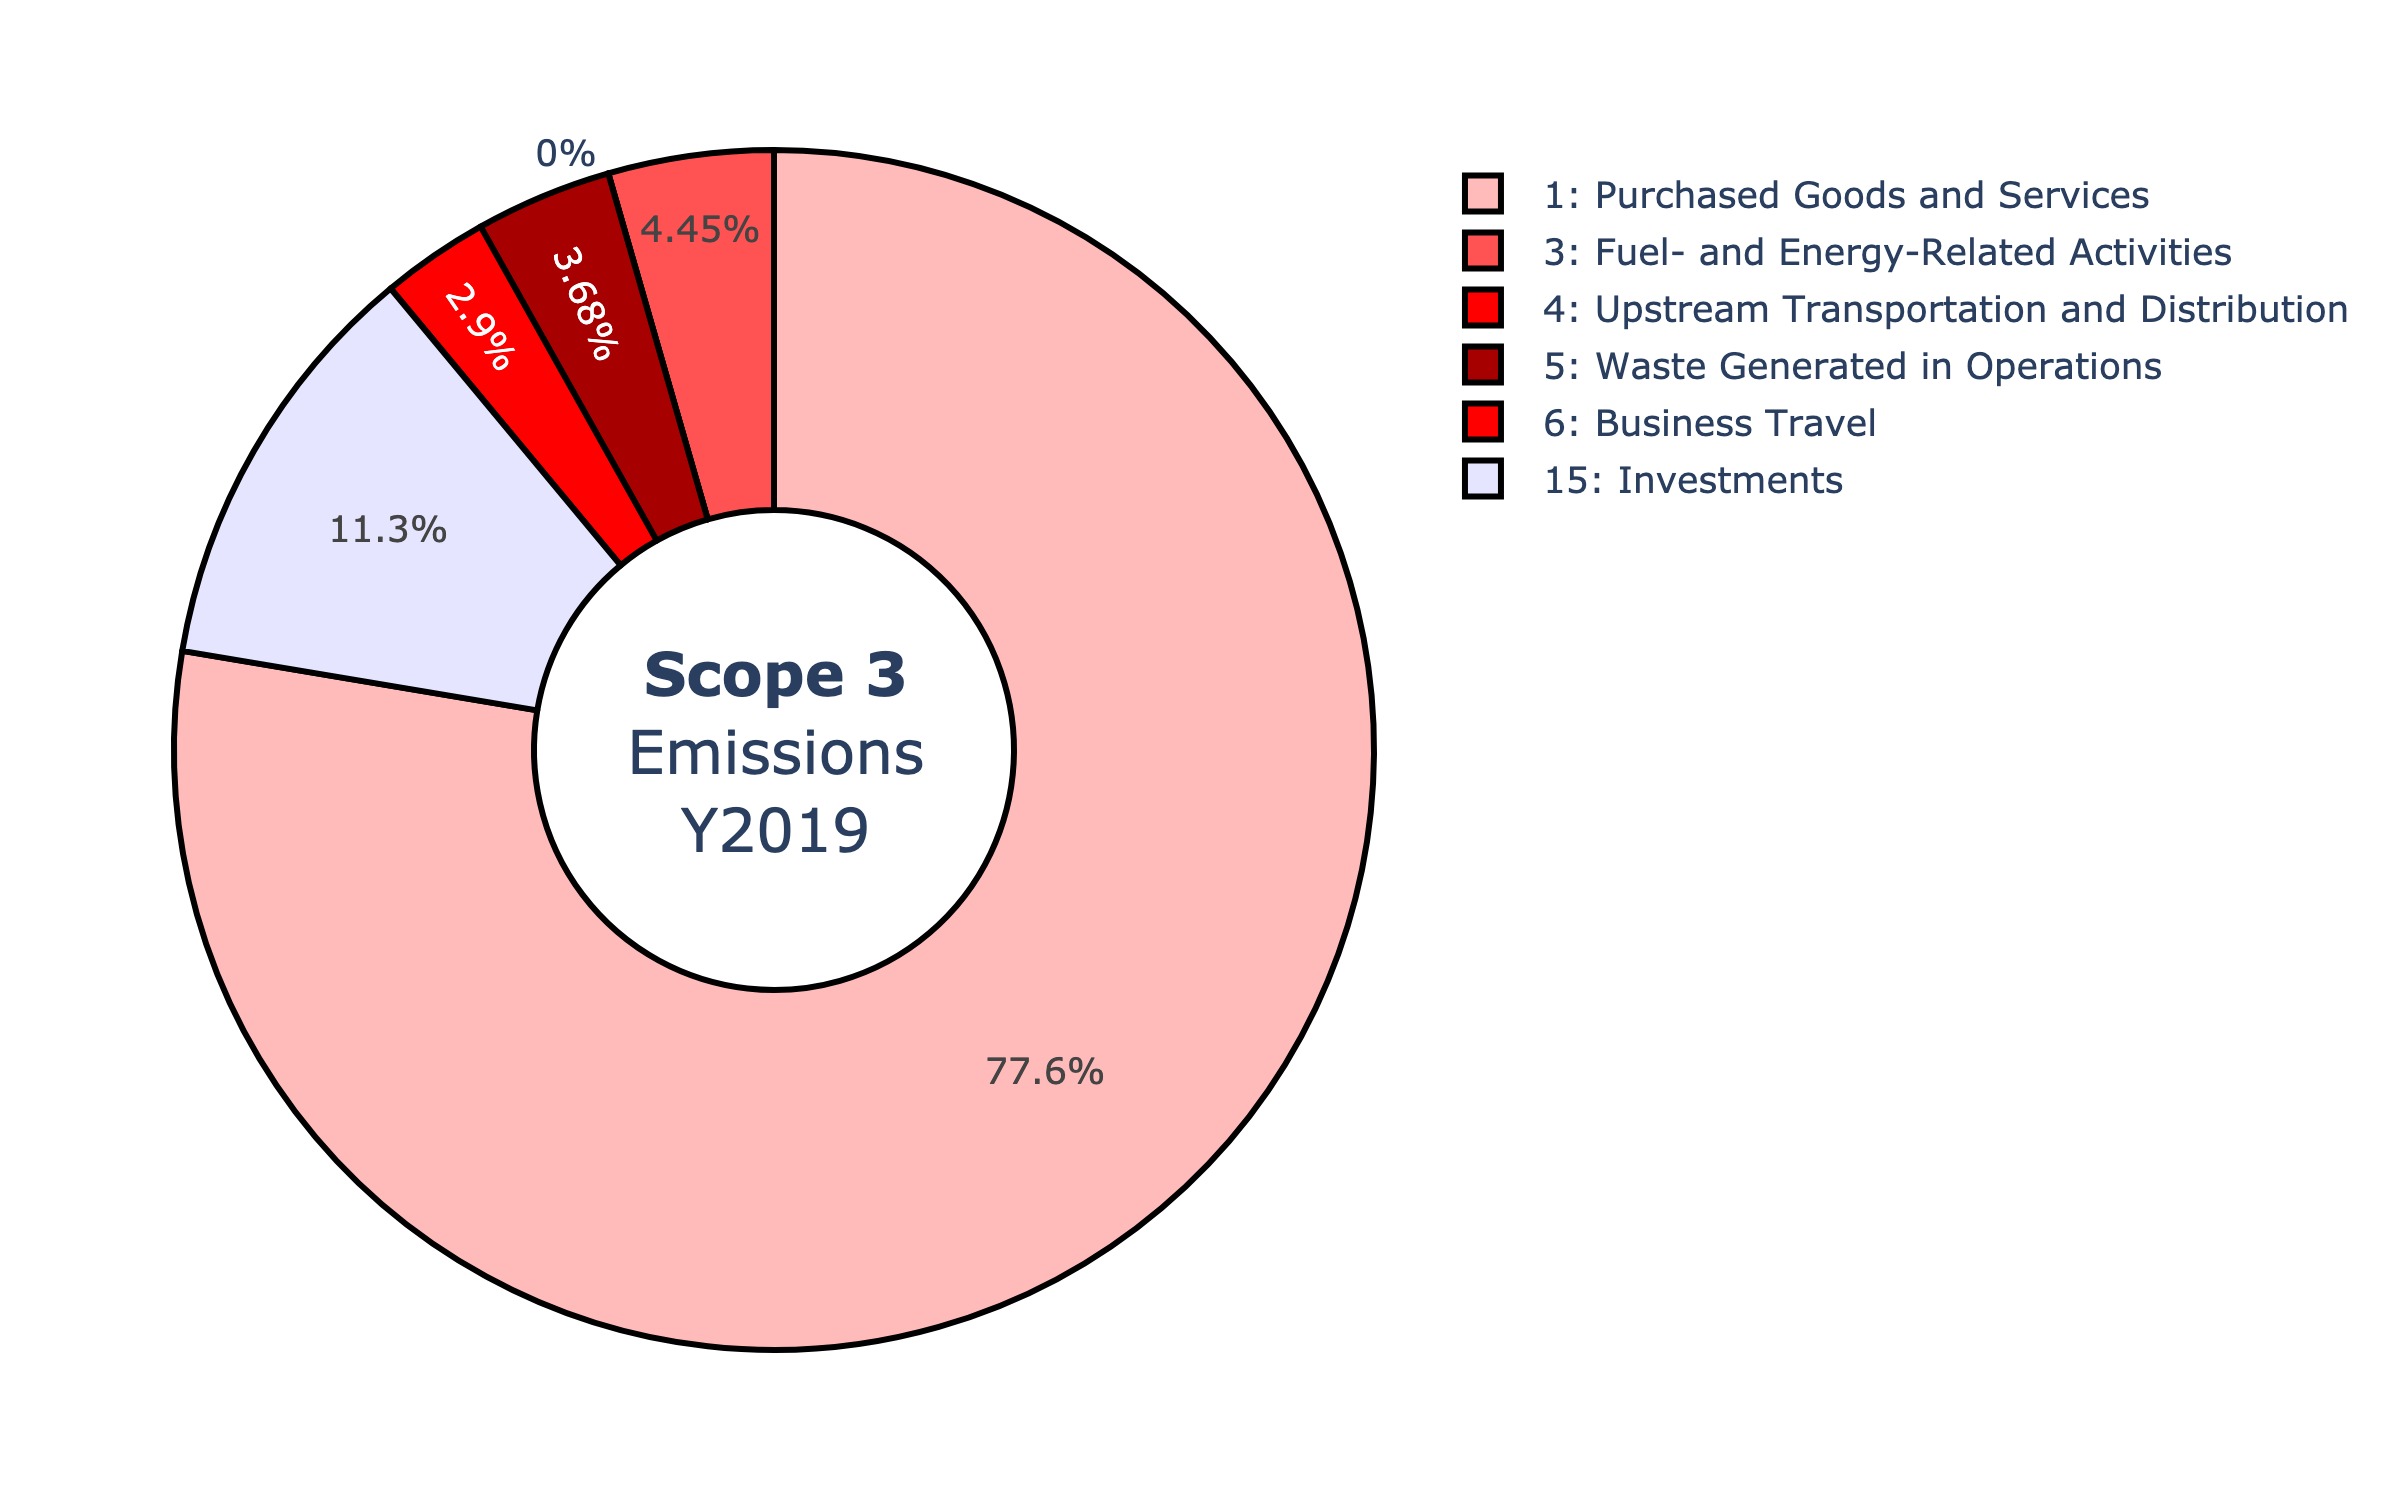 0%
4.45%
3.68%
2.9%
11.3%
77.6%
Scope 3
Emissions
Y2019
1: Purchased Goods and Services
3: Fuel- and Energy-Related Activities
4: Upstream Transportation and Distribution
5: Waste Generated in Operations
6: Business Travel
15: Investments